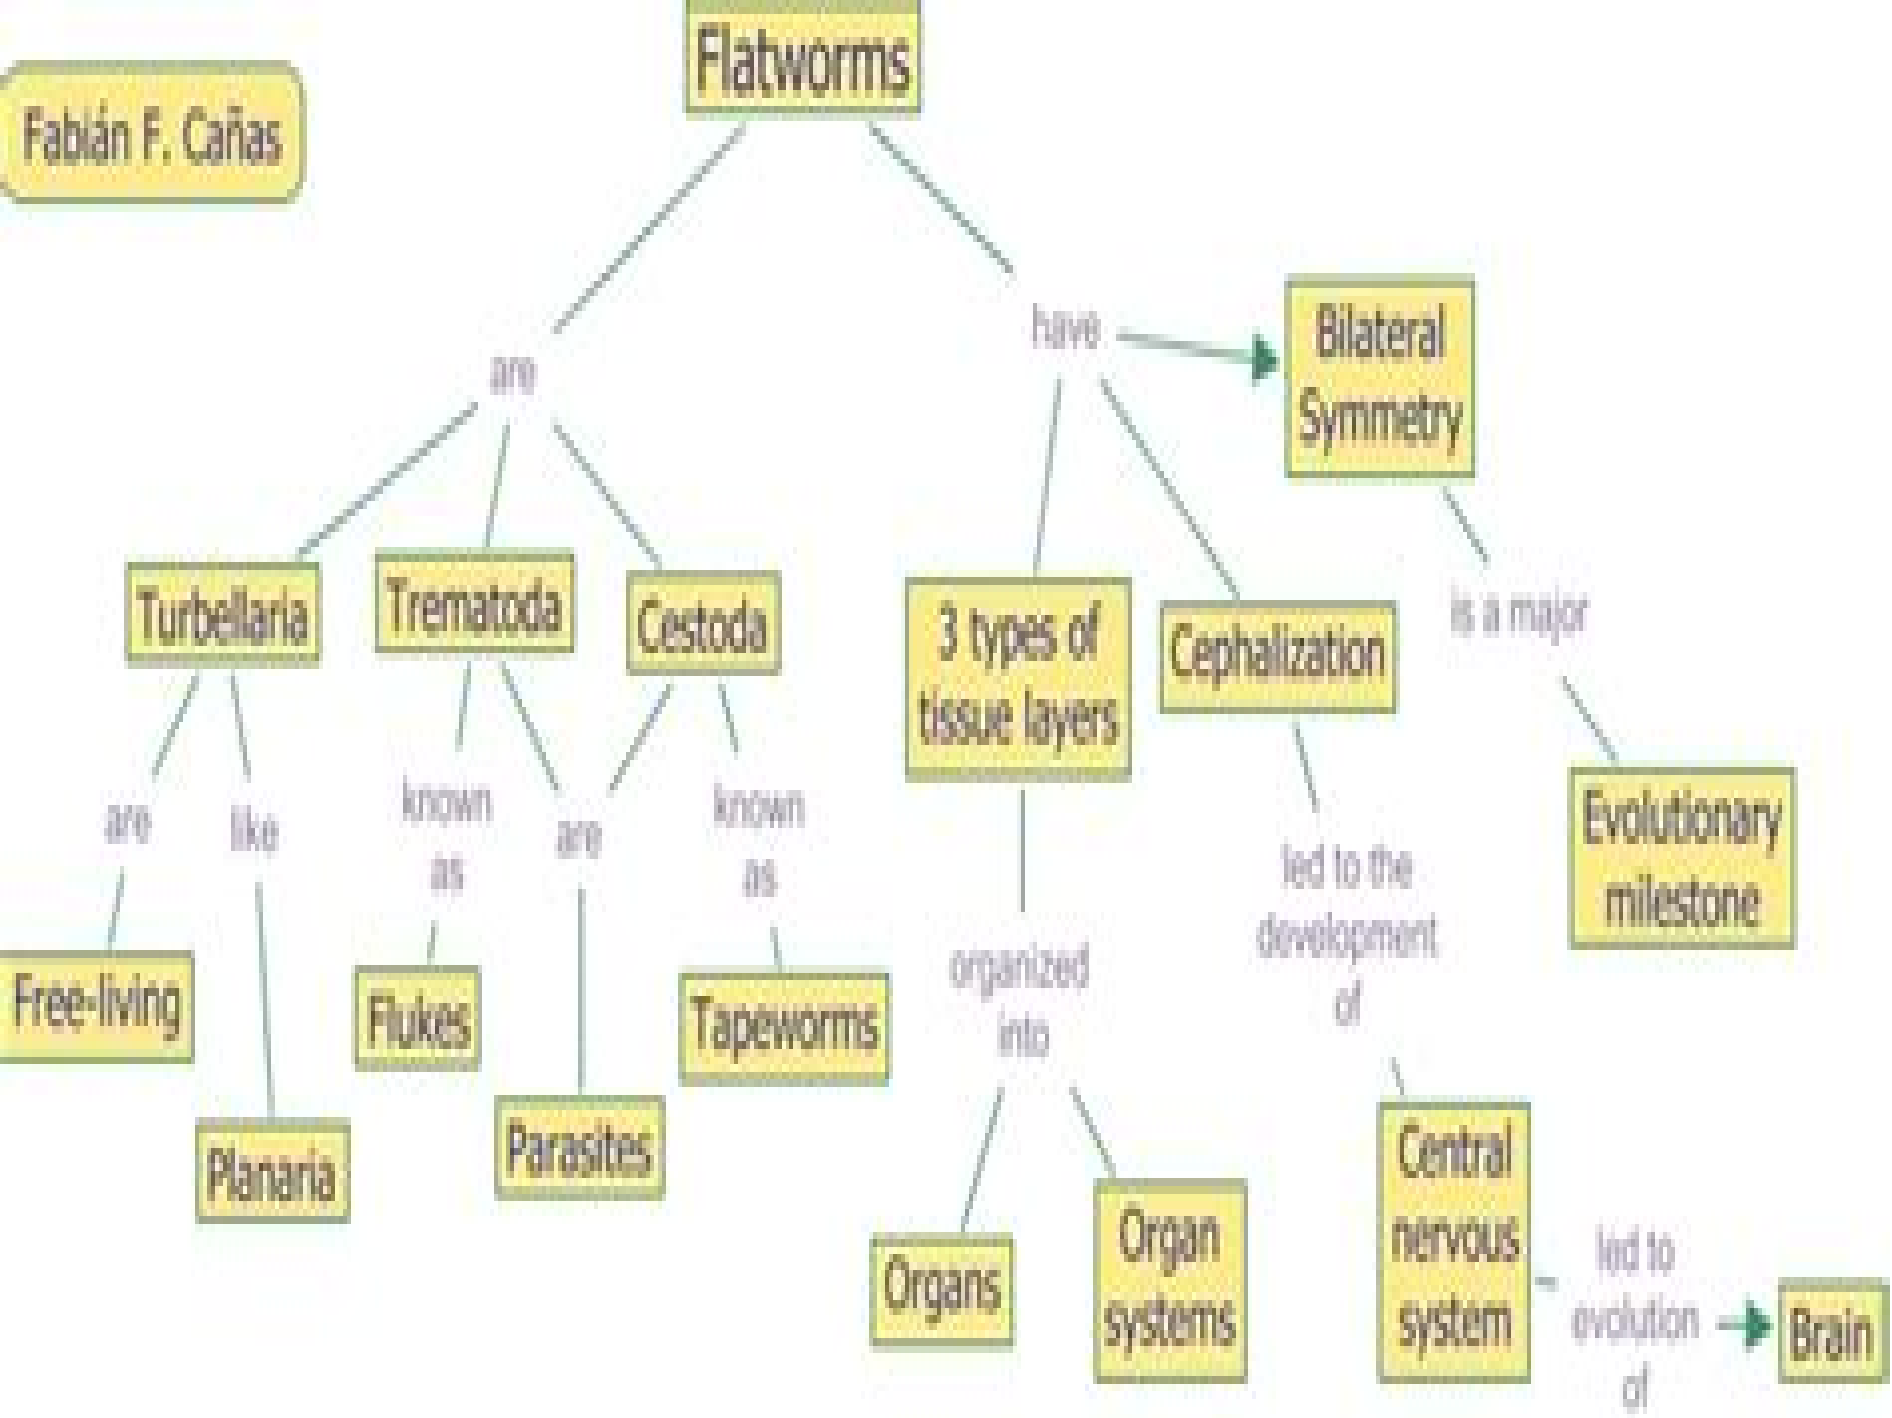 Flatworms
Fabián F. Cañas
are
have
Bilateral
Symmetry
Turbellaria
Trematoda
Cestoda
3 types of
tissue layers
Cephalization
is a major
Evolutionary
milestone
are
like
known
as
are
known
as
led to the
development
of
organized
into
Free-living
Flukes
Tapeworms
Planaria
Parasites
Organs
Organ
systems
Central
nervous
system
led to
evolution
of
Brain